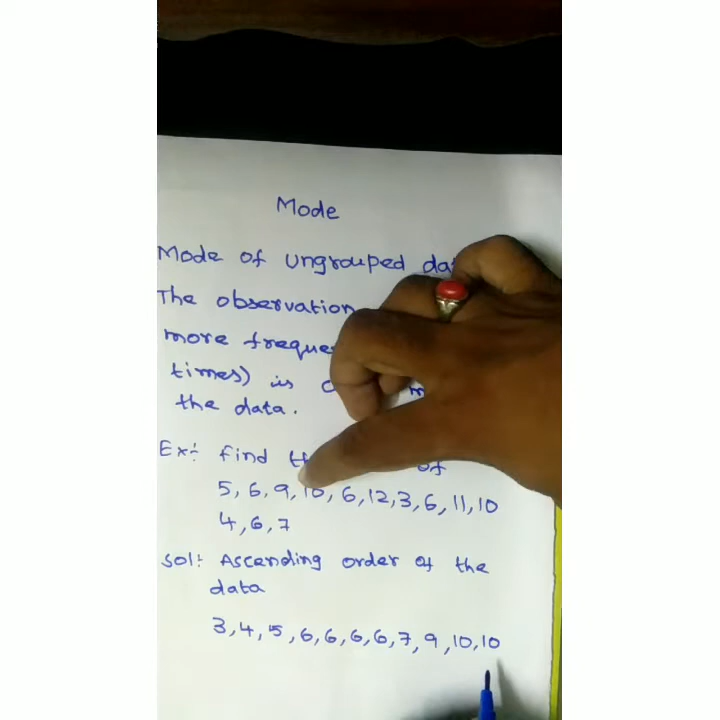 Mode
Mode of ungrouped
The observation
more
times) is
the data.
Ex:- find of
5, 6, 9, 10, 6, 12, 3, 6, 11, 10
4, 6, 7
Sol:- Ascending order of the
data
3, 4, 5, 6, 6, 6, 6, 7, 9, 10, 10